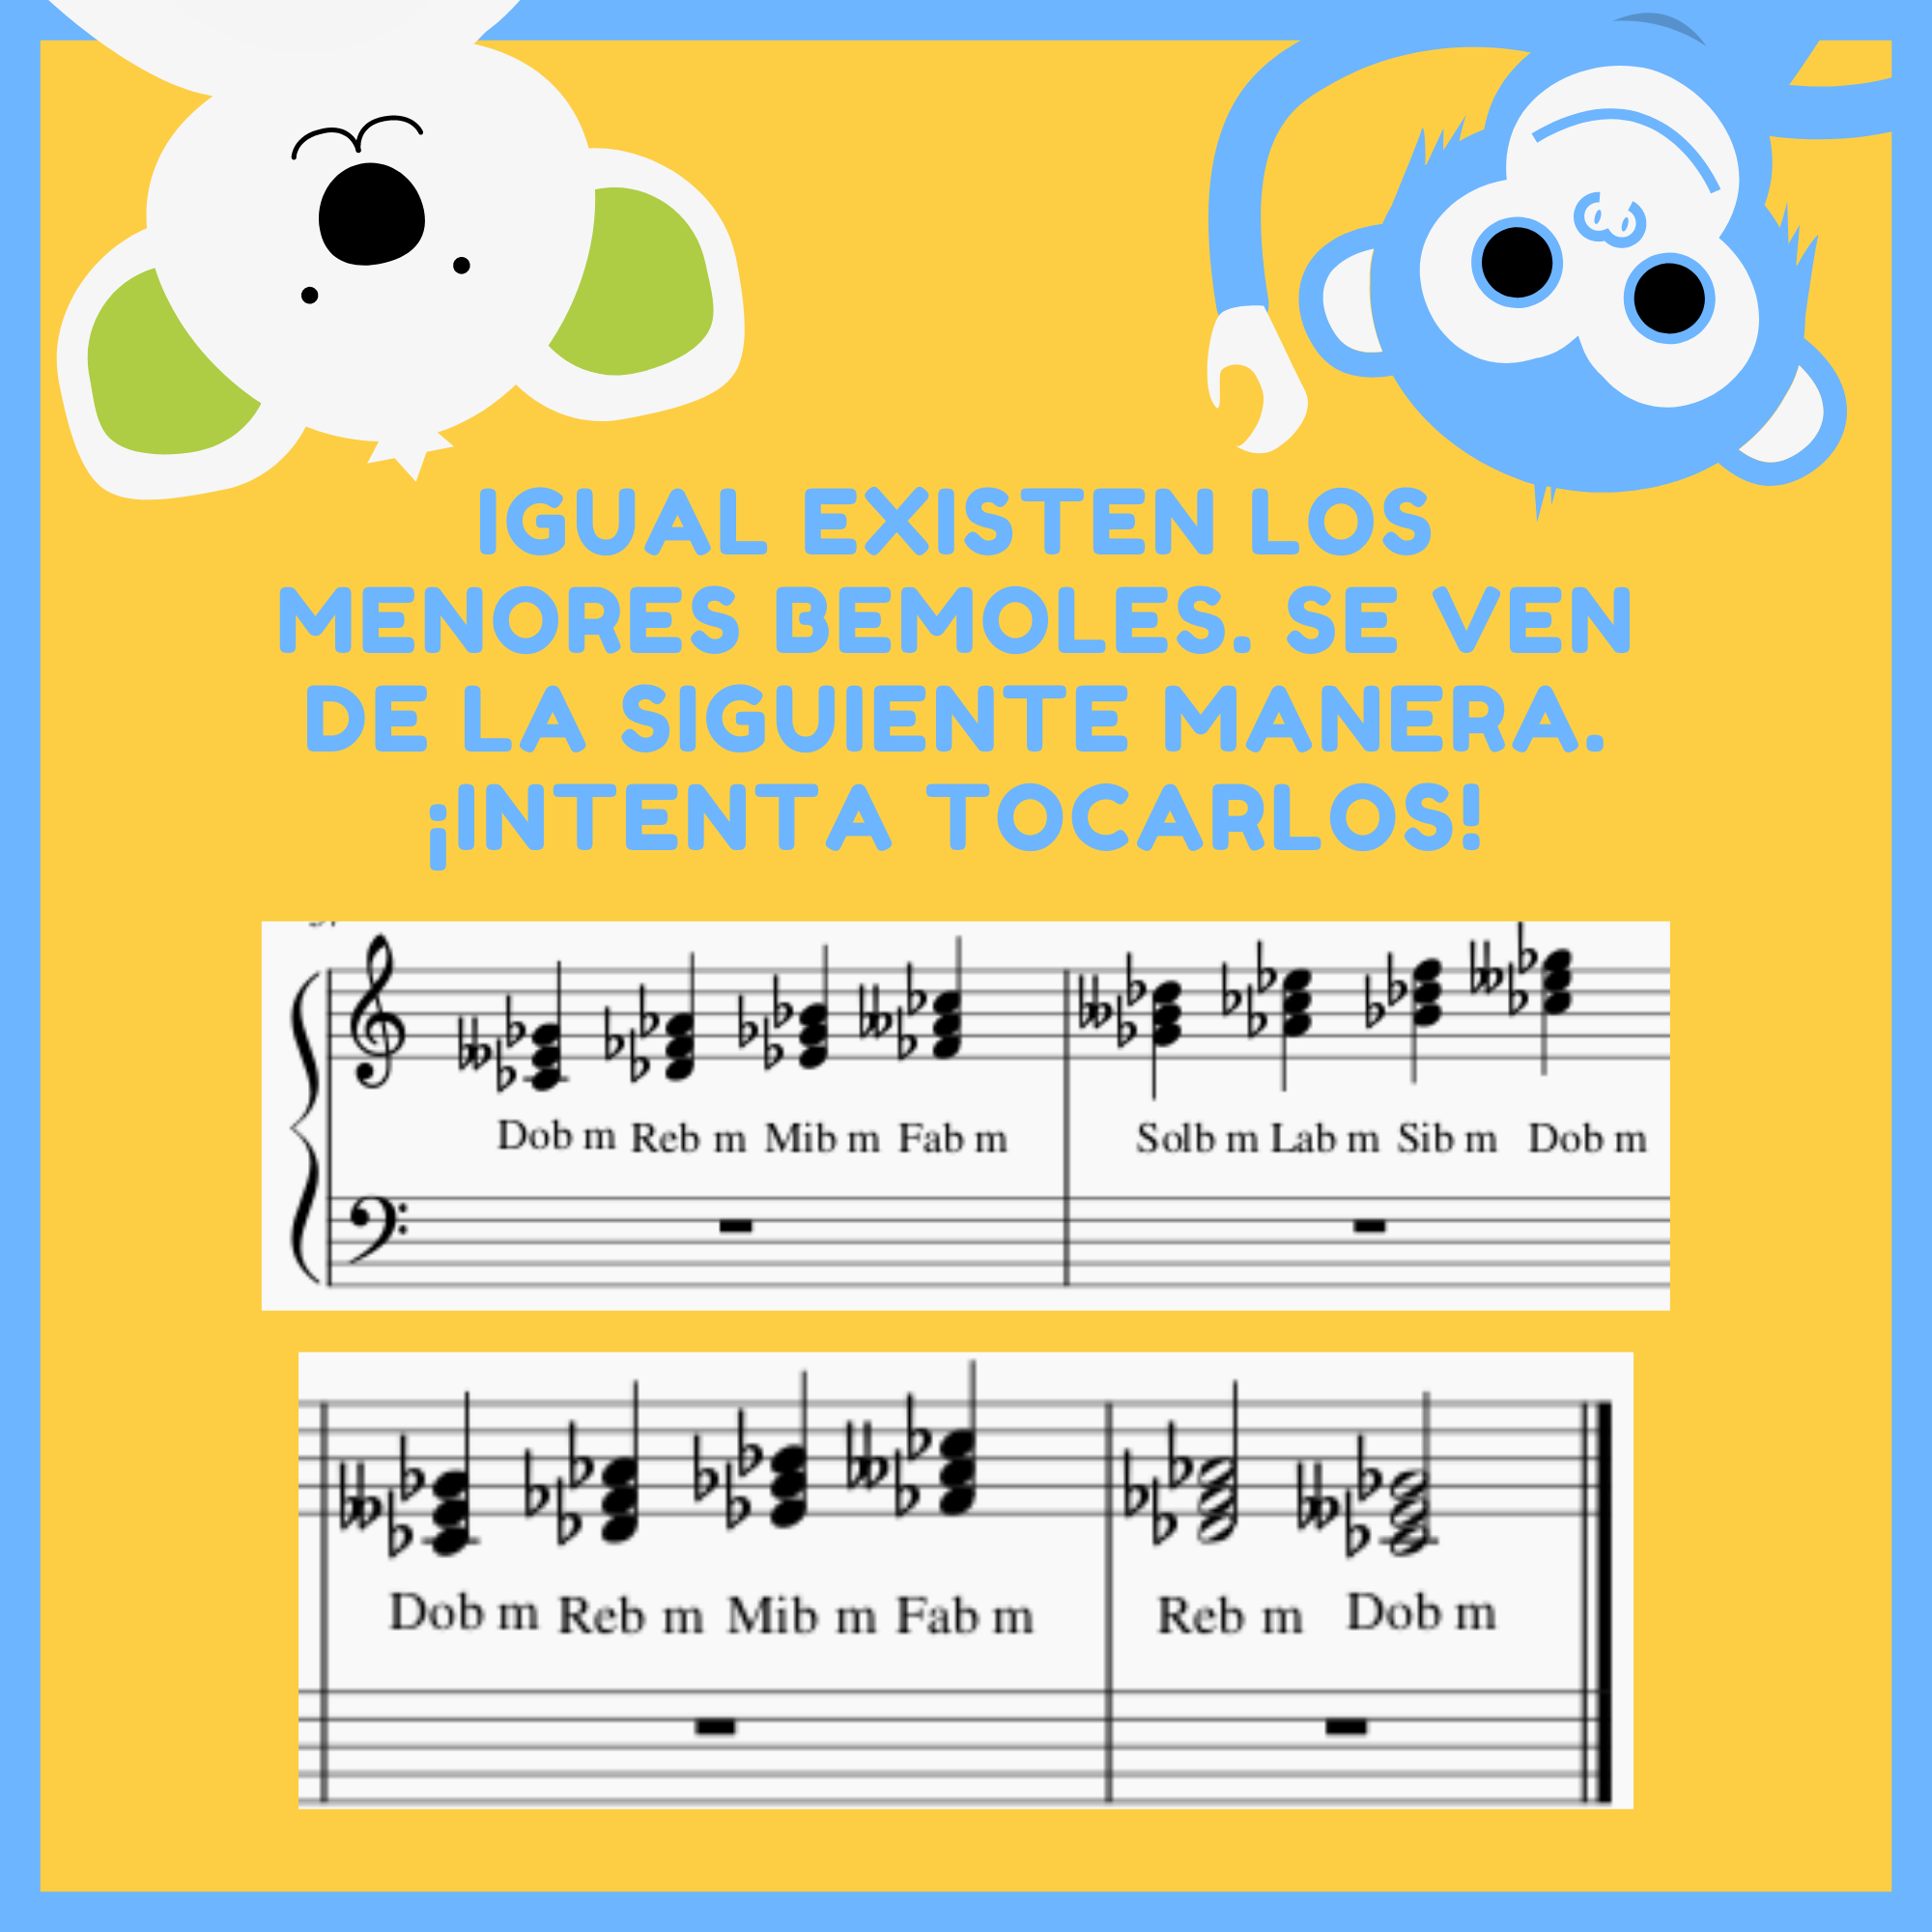 IGUAL EXISTEN LOS
MENORES BEMOLES. SE VEN
DE LA SIGUIENTE MANERA.
¡INTENTA TOCARLOS!
Dob m Reb m Mib m Fab m Solb m Lab m Sib m Dob m
Dob m Reb m Mib m Fab m Reb m Dob m